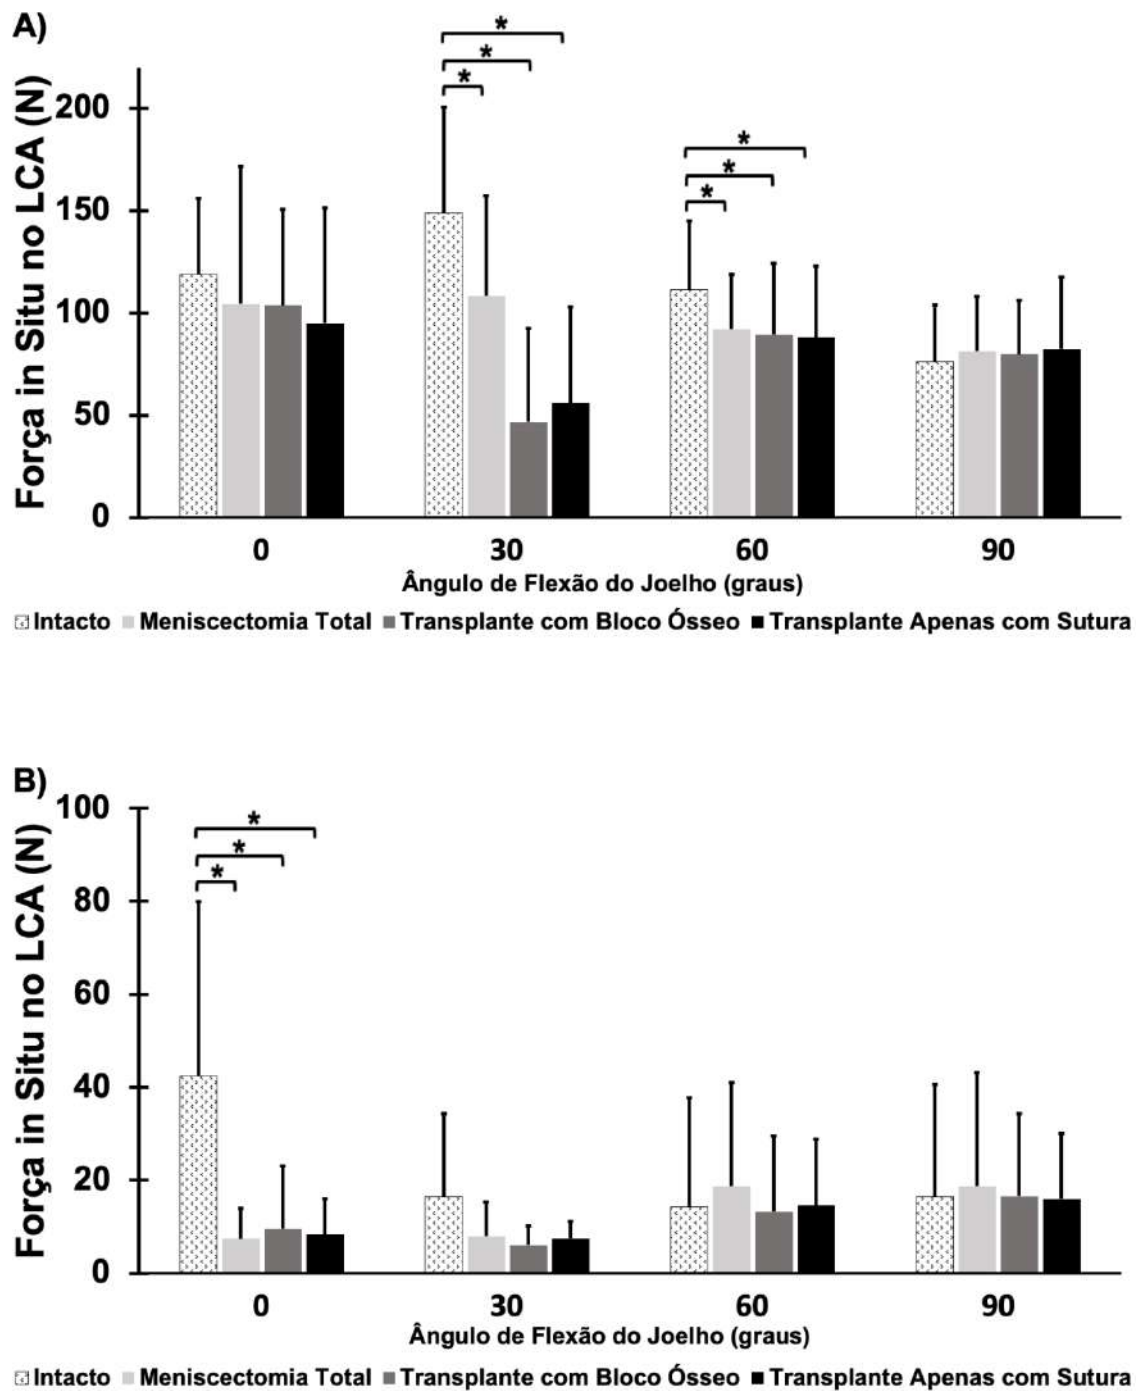 A)
Força in Situ no LCA (N)
200
150
100
50
0
* * *
* * *
0 30 60 90
Ângulo de Flexão do Joelho (graus)
Intacto Meniscectomia Total Transplante com Bloco Ósseo Transplante Apenas com Sutura
B)
Força in Situ no LCA (N)
100
80
60
40
20
0
* * *
0 30 60 90
Ângulo de Flexão do Joelho (graus)
Intacto Meniscectomia Total Transplante com Bloco Ósseo Transplante Apenas com Sutura